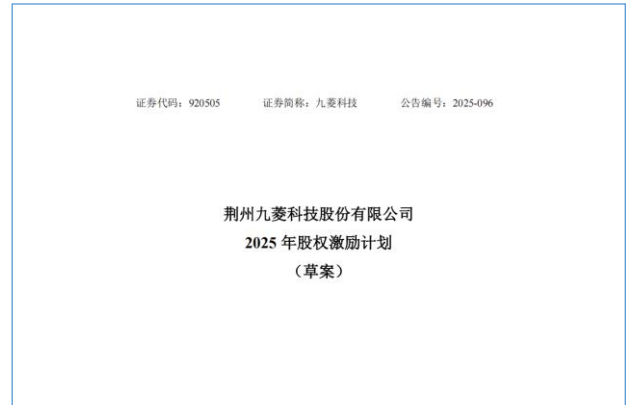 证券代码：920505 证券简称：九菱科技 公告编号：2025-096
荆州九菱科技股份有限公司
2025 年股权激励计划
（草案）